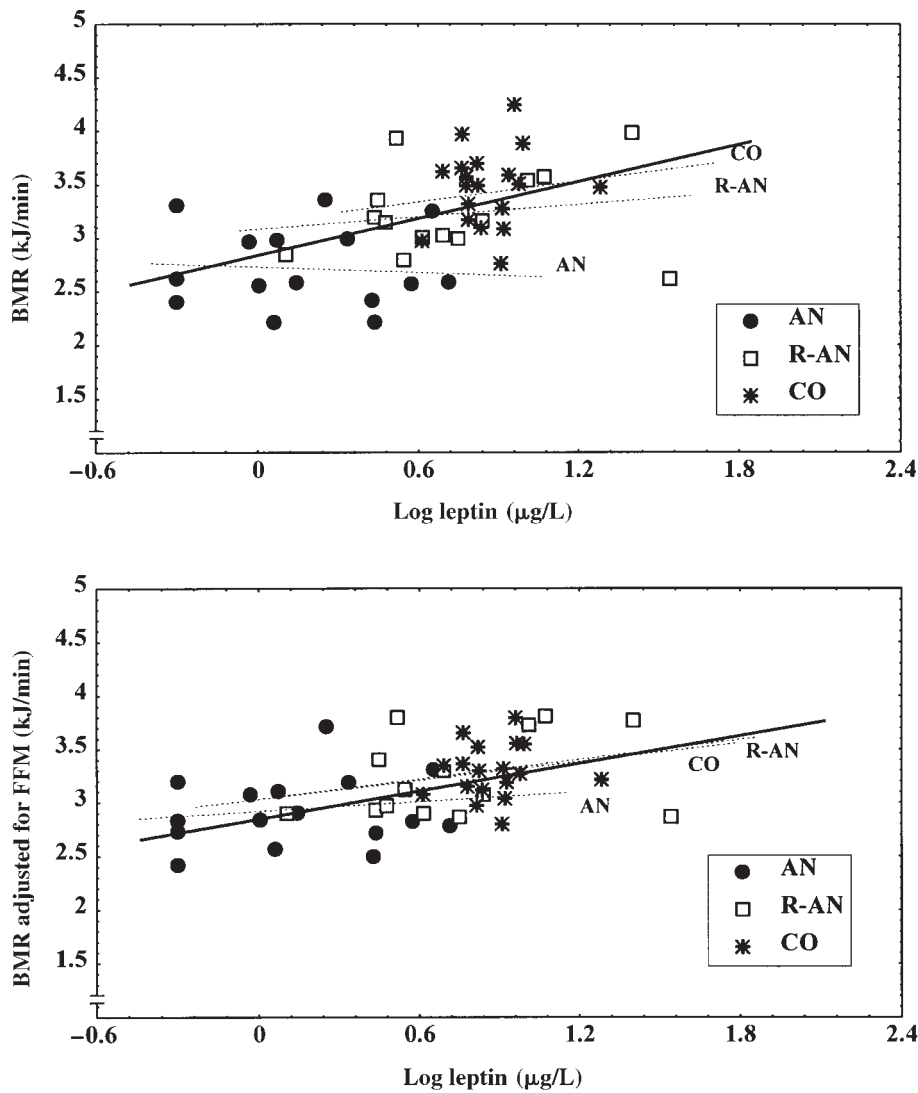 BMR (kJ/min)
5
4.5
4
3.5
3
2.5
2
1.5
CO
R-AN
AN
AN
R-AN
CO
−0.6 0 0.6 1.2 1.8 2.4
Log leptin (μg/L)
BMR adjusted for FFM (kJ/min)
5
4.5
4
3.5
3
2.5
2
1.5
R-AN
CO
AN
AN
R-AN
CO
−0.6 0 0.6 1.2 1.8 2.4
Log leptin (μg/L)